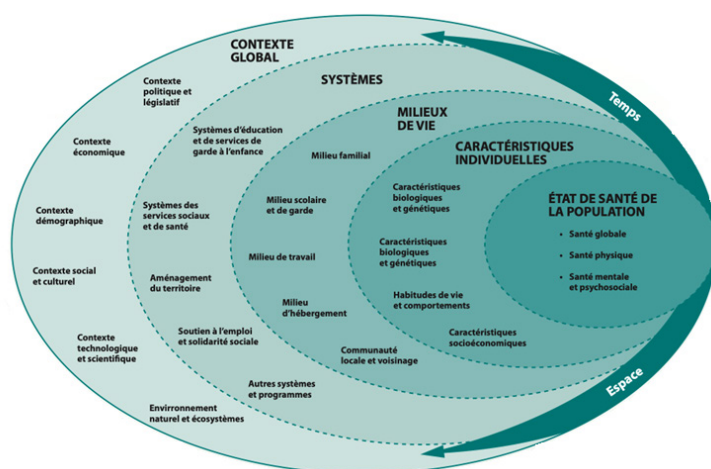 CONTEXTE
GLOBAL
Contexte
politique et
législatif
Contexte
économique
Contexte
démographique
Contexte social
et culturel
Contexte
technologique
et scientifique
Envirronnement
naturel et écosystèmes
SYSTÈMES
Systèmes d'éducation
et de services de
garde à l'enfance
Systèmes des
services sociaux
et de santé
Aménagement
du territoire
Soutien à l'emploi
et solidarité sociale
Autres systèmes
et programmes
MILIEUX
DE VIE
Milieu familial
Milieu scolaire
et de garde
Milieu de travail
Milieu
d'hébergement
Communauté
locale et voisinage
CARACTÉRISTIQUES
INDIVIDUELLES
Caractéristiques
biologiques
et génétiques
Caractéristiques
biologiques
et génétiques
Habitudes de vie
et comportements
Caractéristiques
socioéconomiques
ÉTAT DE SANTÉ DE
LA POPULATION
• Santé globale
• Santé physique
• Santé mentale
et psychosociale
Temps
Espace